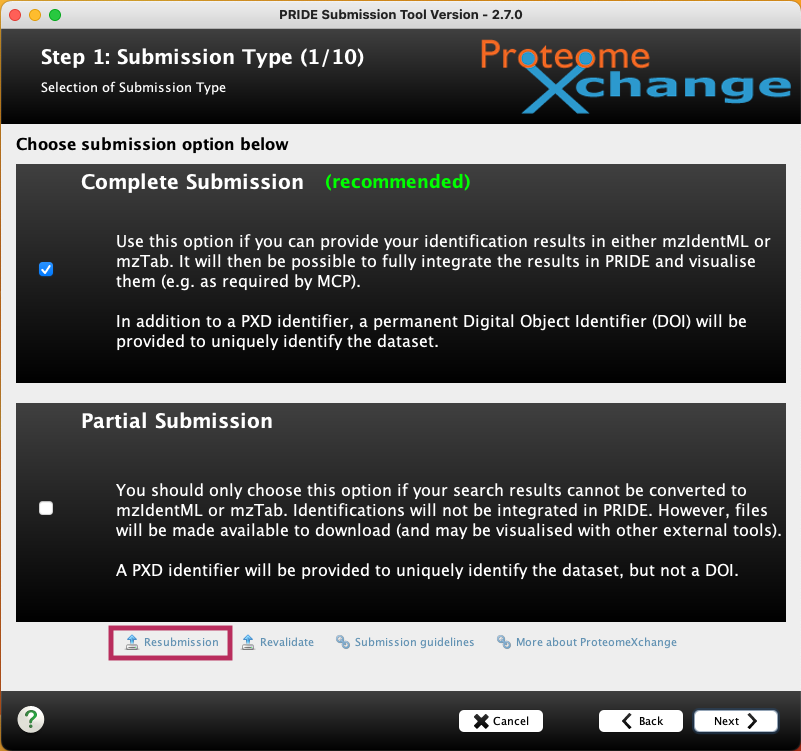 PRIDE Submission Tool Version - 2.7.0
Step 1: Submission Type (1/10)
Selection of Submission Type
Proteome
Xchange
Choose submission option below
Complete Submission (recommended)
Use this option if you can provide your identification results in either mzIdentML or
mzTab. It will then be possible to fully integrate the results in PRIDE and visualise
them (e.g. as required by MCP).
In addition to a PXD identifier, a permanent Digital Object Identifier (DOI) will be
provided to uniquely identify the dataset.
Partial Submission
You should only choose this option if your search results cannot be converted to
mzIdentML or mzTab. Identifications will not be integrated in PRIDE. However, files
will be made available to download (and may be visualised with other external tools).
A PXD identifier will be provided to uniquely identify the dataset, but not a DOI.
Resubmission Revalidate Submission guidelines More about ProteomeXchange
? Cancel Back Next